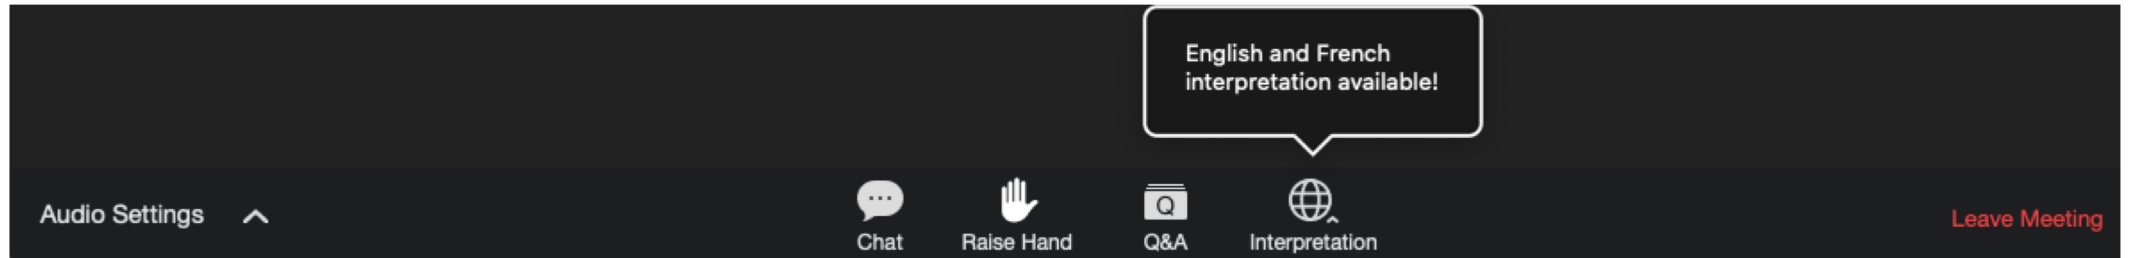 English and French
interpretation available!
Audio Settings
Chat
Raise Hand
Q
Q&A
Interpretation
Leave Meeting